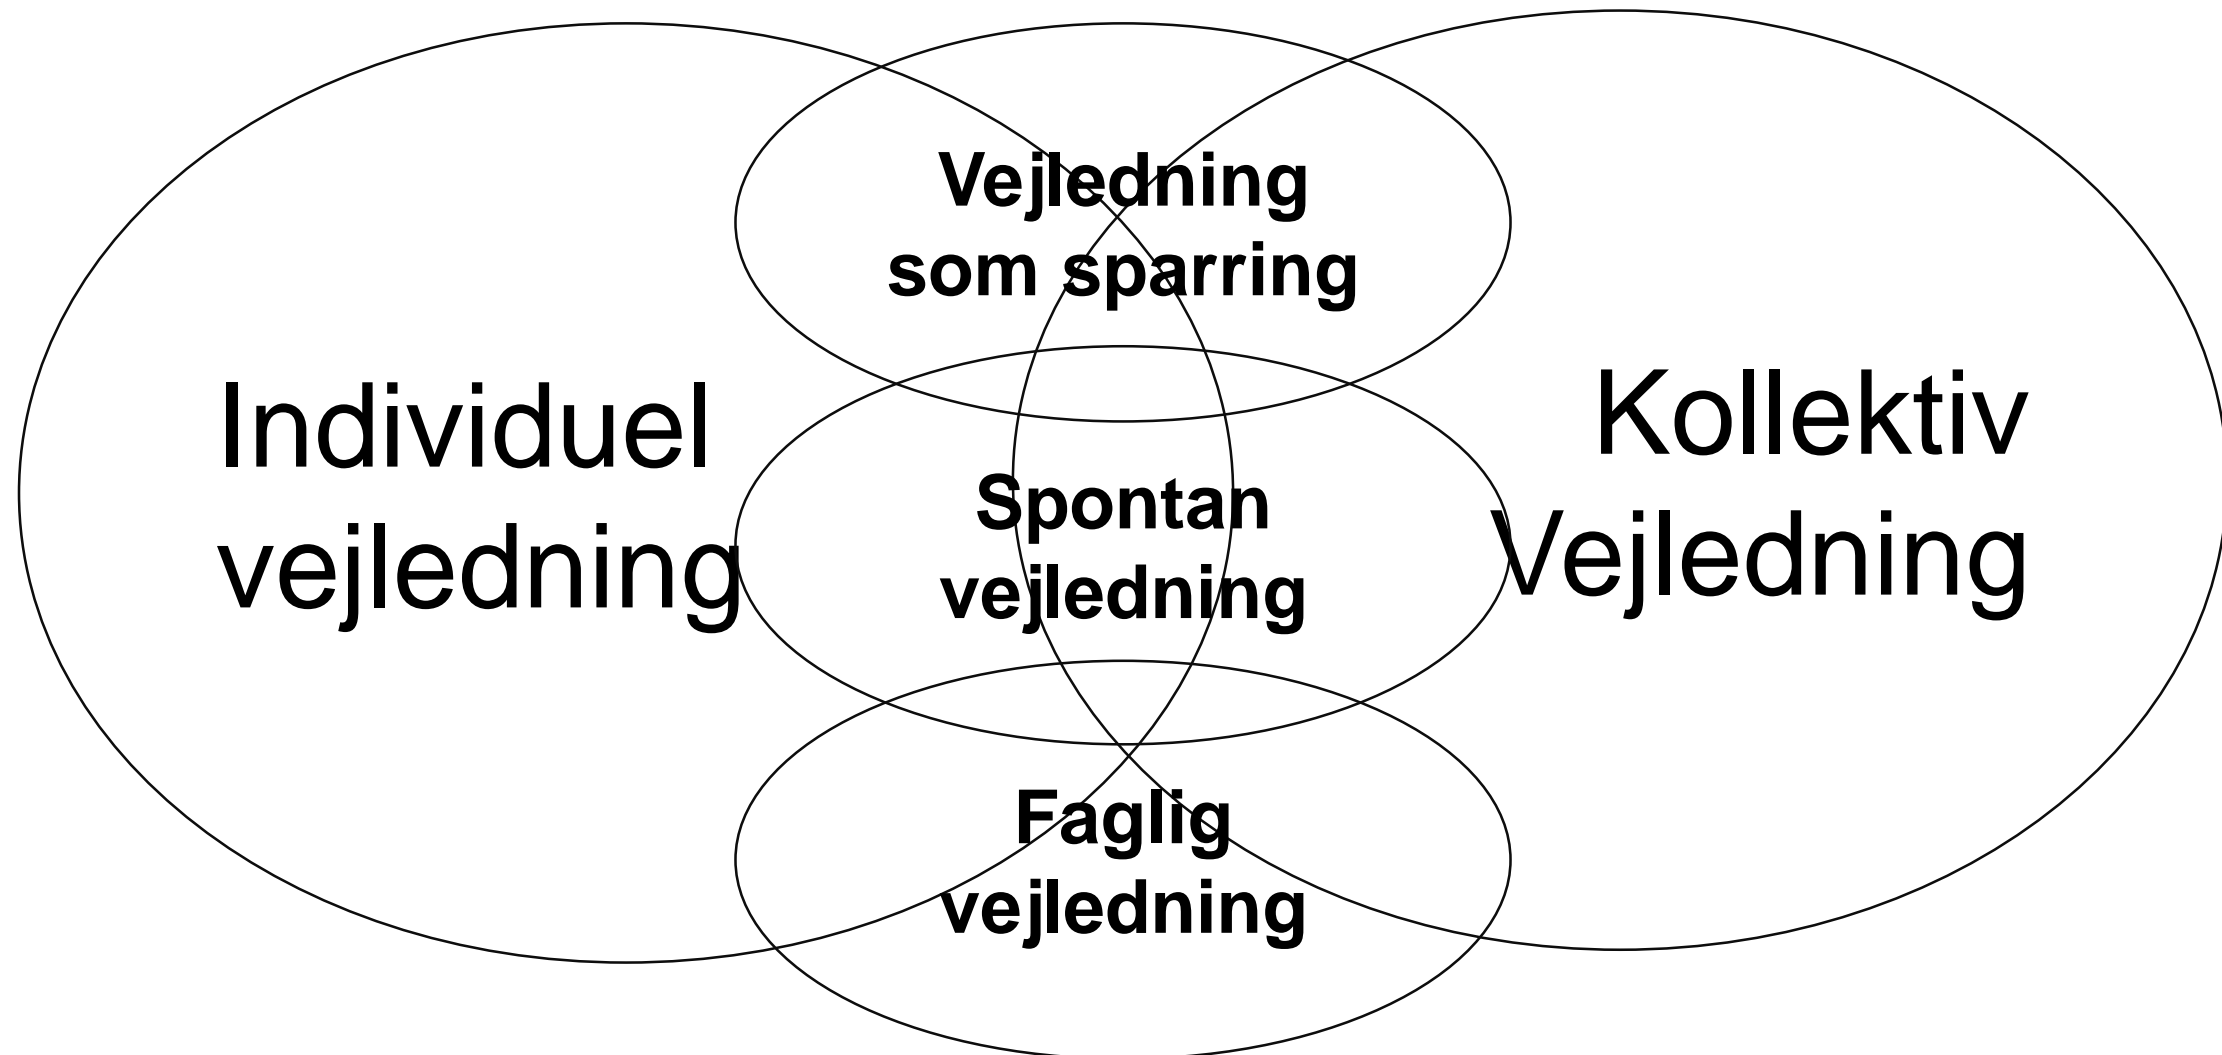 Individuel
vejledning
Vejledning
som sparring
Spontan
vejledning
Faglig
vejledning
Kollektiv
Vejledning